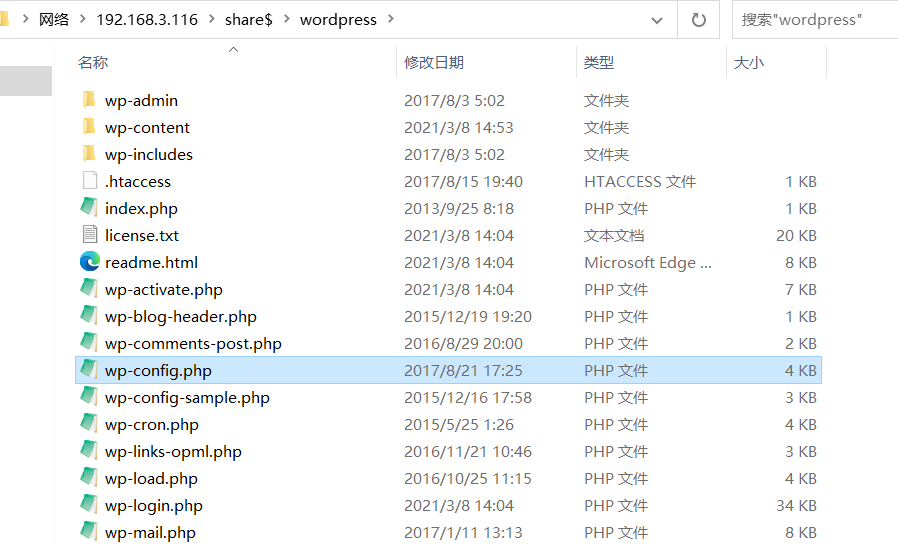 网络 > 192.168.3.116 > share$ > wordpress > 搜索"wordpress"
名称 修改日期 类型 大小
wp-admin 2017/8/3 5:02 文件夹
wp-content 2021/3/8 14:53 文件夹
wp-includes 2017/8/3 5:02 文件夹
.htaccess 2017/8/15 19:40 HTACCESS 文件 1 KB
index.php 2013/9/25 8:18 PHP 文件 1 KB
license.txt 2021/3/8 14:04 文本文档 20 KB
readme.html 2021/3/8 14:04 Microsoft Edge ... 8 KB
wp-activate.php 2021/3/8 14:04 PHP 文件 7 KB
wp-blog-header.php 2015/12/19 19:20 PHP 文件 1 KB
wp-comments-post.php 2016/8/29 20:00 PHP 文件 2 KB
wp-config.php 2017/8/21 17:25 PHP 文件 4 KB
wp-config-sample.php 2015/12/16 17:58 PHP 文件 3 KB
wp-cron.php 2015/5/25 1:26 PHP 文件 4 KB
wp-links-opml.php 2016/11/21 10:46 PHP 文件 3 KB
wp-load.php 2016/10/25 11:15 PHP 文件 4 KB
wp-login.php 2021/3/8 14:04 PHP 文件 34 KB
wp-mail.php 2017/1/11 13:13 PHP 文件 8 KB